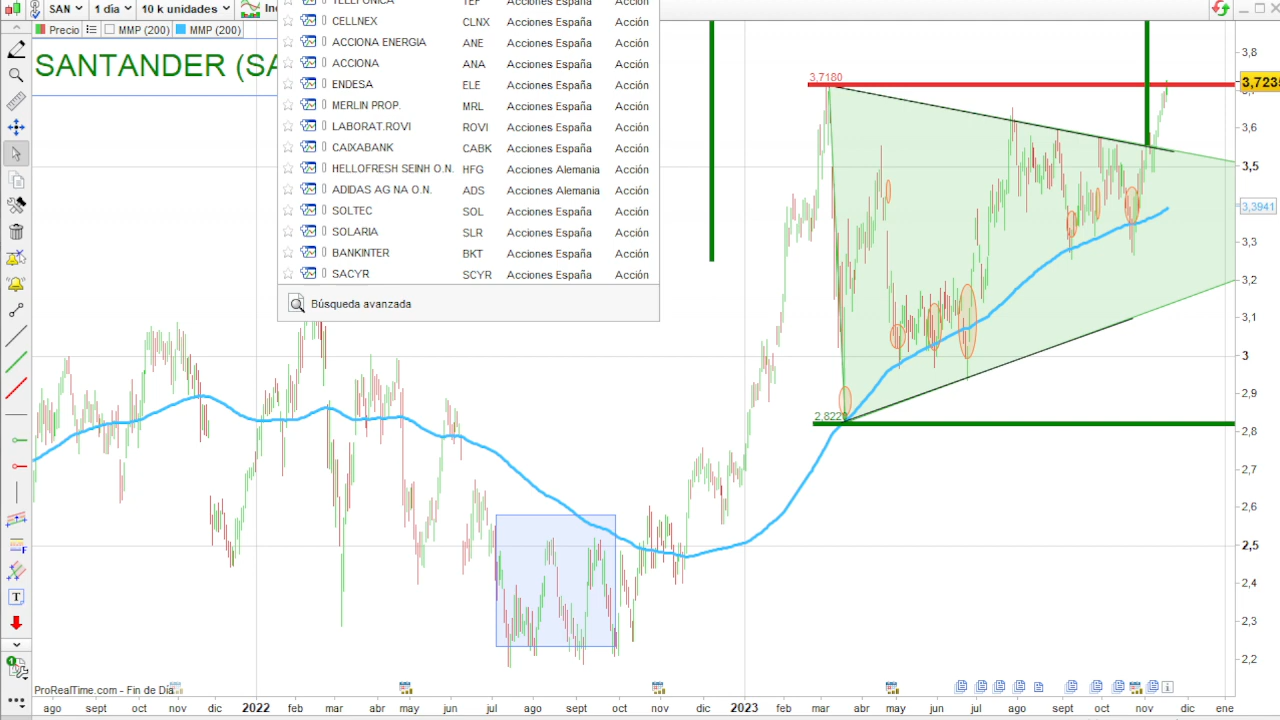 SAN 1 día 10 k unidades In
Precio MMP (200) MMP (200)
SANTANDER (SA
TELEFONICA TEF Acciones España Acción
CELLNEX CLNX Acciones España Acción
ACCIONA ENERGIA ANE Acciones España Acción
ACCIONA ANA Acciones España Acción
ENDESA ELE Acciones España Acción
MERLIN PROP. MRL Acciones España Acción
LABORAT.ROVI ROVI Acciones España Acción
CAIXABANK CABK Acciones España Acción
HELLOFRESH SEINH O.N. HFG Acciones Alemania Acción
ADIDAS AG NA O.N. ADS Acciones Alemania Acción
SOLTEC SOL Acciones España Acción
SOLARIA SLR Acciones España Acción
BANKINTER BKT Acciones España Acción
SACYR SCYR Acciones España Acción
Búsqueda avanzada
3,7180
2,822
3,8
3,723
3,6
3,5
3,3941
3,3
3,2
3,1
3
2,9
2,8
2,7
2,6
2,5
2,4
2,3
2,2
ProRealTime.com - Fin de Día
ago sept oct nov dic 2022 feb mar abr may jun jul ago sept oct nov dic 2023 feb mar abr may jun jul ago sept oct nov dic ene